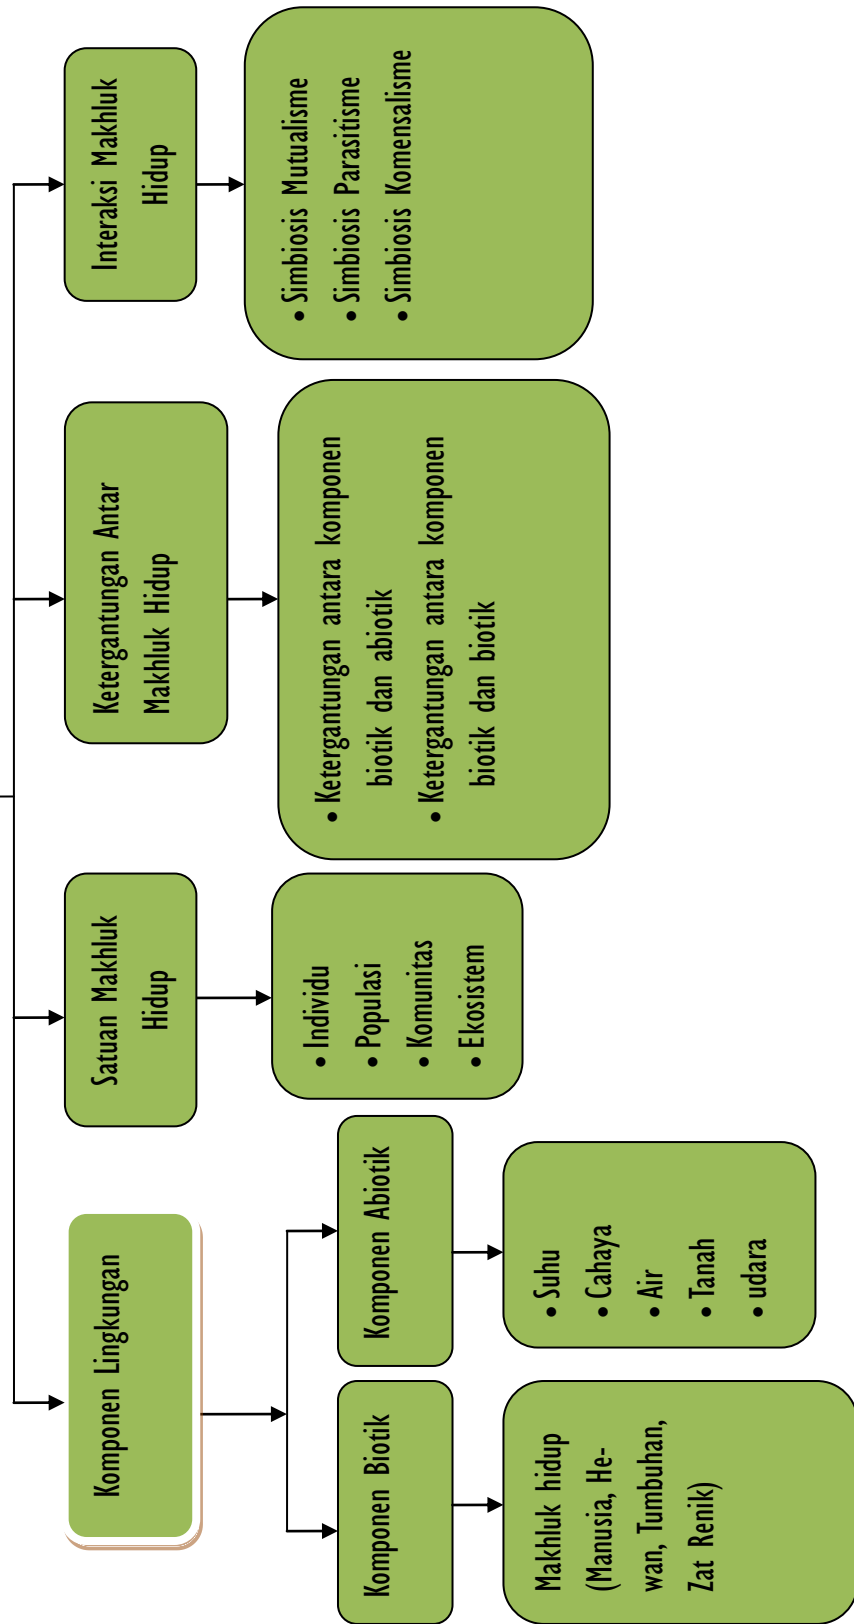 Komponen Lingkungan
Komponen Biotik
Makhluk hidup
(Manusia, He-
wan, Tumbuhan,
Zat Renik)
Komponen Abiotik
• Suhu
• Cahaya
• Air
• Tanah
• udara
Satuan Makhluk
Hidup
• Individu
• Populasi
• Komunitas
• Ekosistem
Ketergantungan Antar
Makhluk Hidup
• Ketergantungan antara komponen
biotik dan abiotik
• Ketergantungan antara komponen
biotik dan biotik
Interaksi Makhluk
Hidup
• Simbiosis Mutualisme
• Simbiosis Parasitisme
• Simbiosis Komensalisme